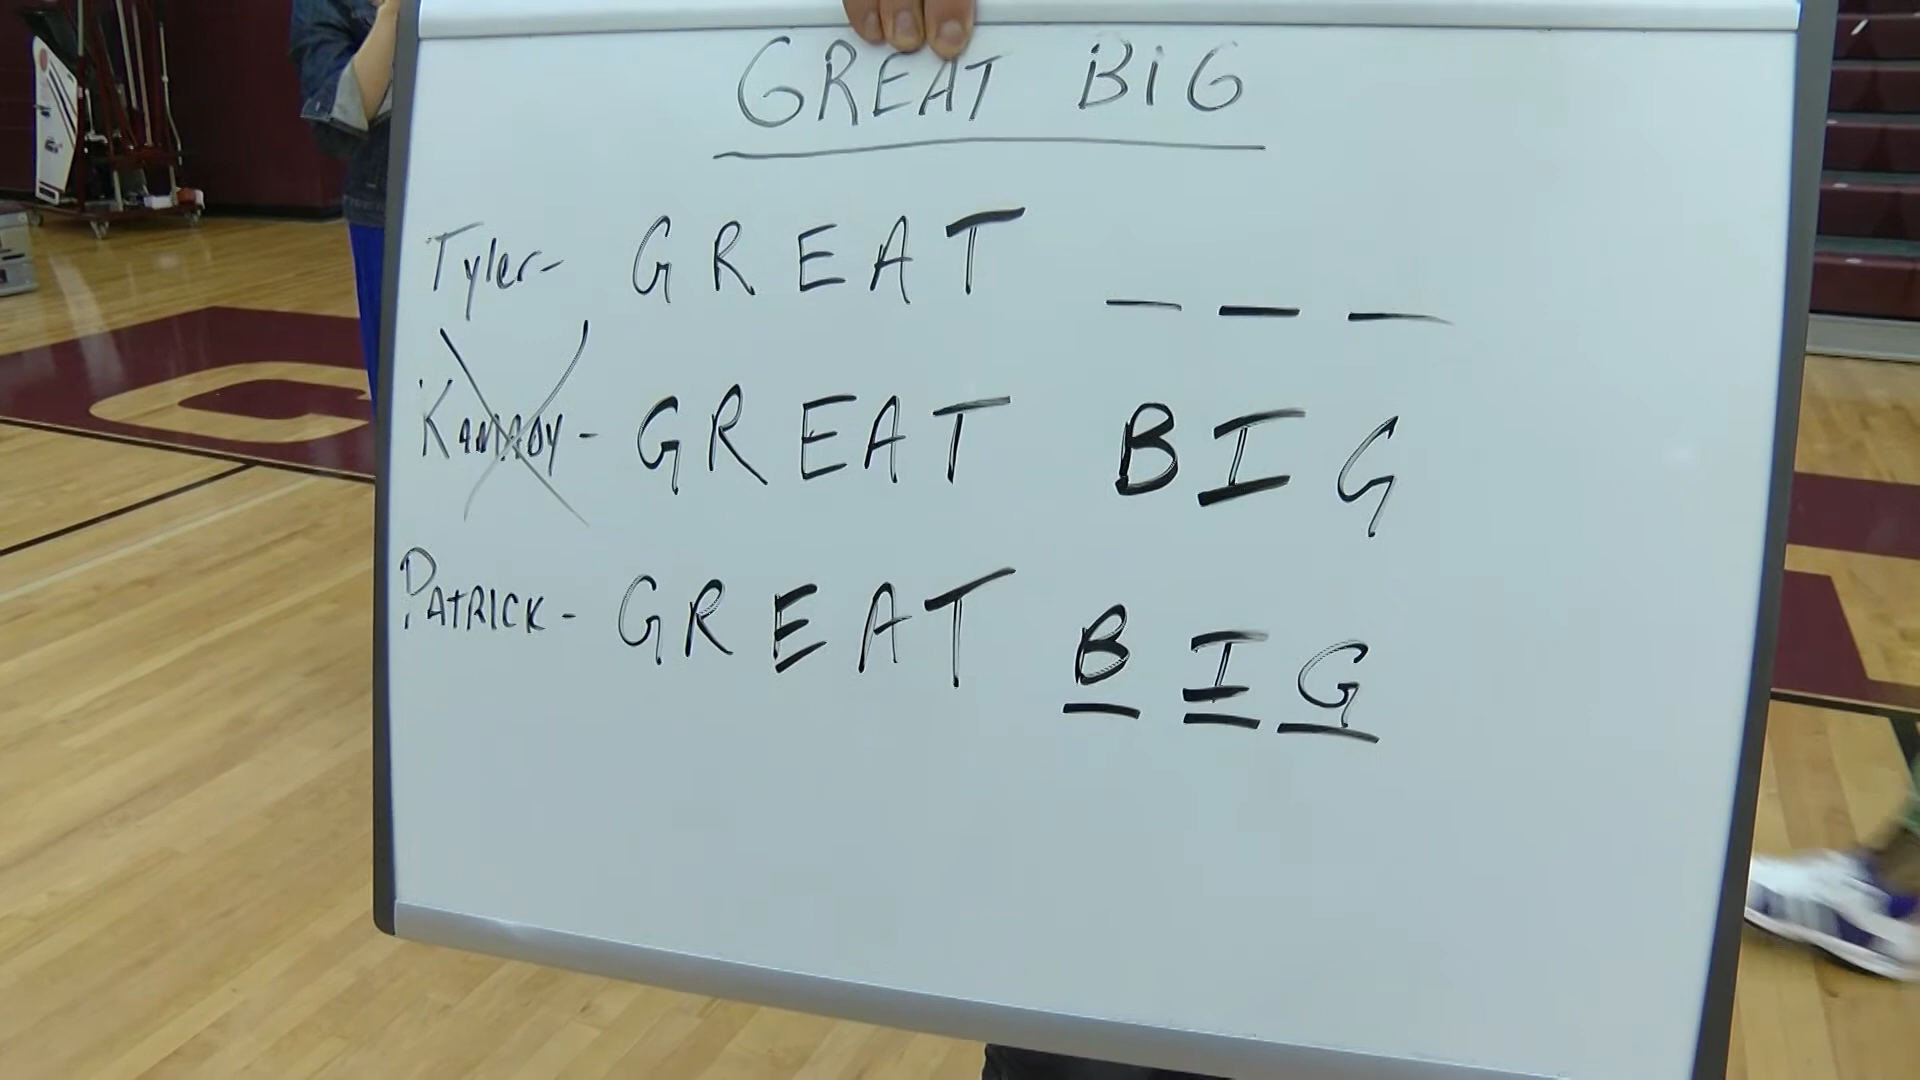 GREAT BIG
Tyler- GREAT _ _ _
GREAT BIG
PATRICK- GREAT BIG